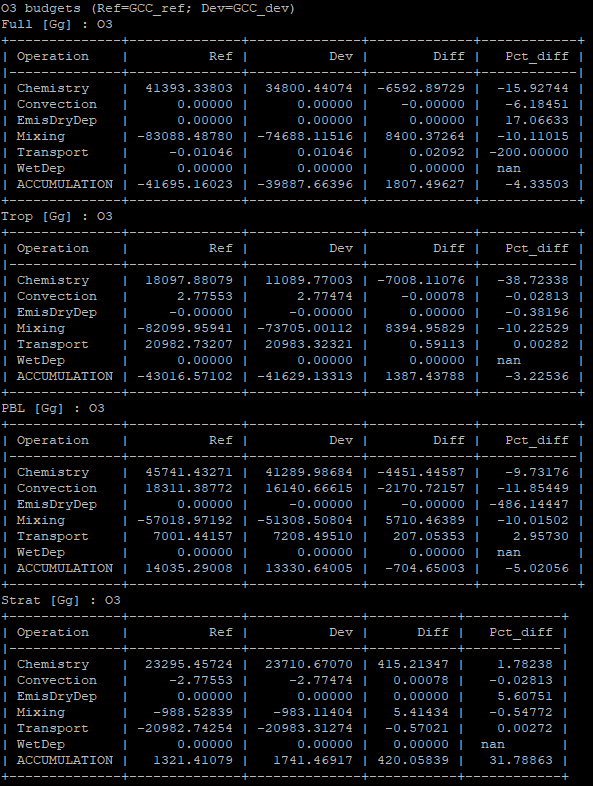 O3 budgets (Ref=GCC_ref; Dev=GCC_dev)
Full [Gg] : O3
+--------------+--------------+---------------+-------------+------------+
| Operation    |          Ref |           Dev |        Diff |   Pct_diff |
|--------------+--------------+---------------+-------------+------------|
| Chemistry    |  41393.33803 |   34800.44074 | -6592.89729 |  -15.92744 |
| Convection   |      0.00000 |       0.00000 |    -0.00000 |   -6.18451 |
| EmisDryDep   |      0.00000 |       0.00000 |     0.00000 |   17.06633 |
| Mixing       | -83088.48780 |  -74688.11516 |  8400.37264 |  -10.11015 |
| Transport    |     -0.01046 |       0.01046 |     0.02092 | -200.00000 |
| WetDep       |      0.00000 |       0.00000 |     0.00000 |  nan       |
| ACCUMULATION | -41695.16023 |  -39887.66396 |  1807.49627 |   -4.33503 |
+--------------+--------------+---------------+-------------+------------+
Trop [Gg] : O3
+--------------+--------------+---------------+-------------+------------+
| Operation    |          Ref |           Dev |        Diff |   Pct_diff |
|--------------+--------------+---------------+-------------+------------|
| Chemistry    |  18097.88079 |   11089.77003 | -7008.11076 |  -38.72338 |
| Convection   |      2.77553 |       2.77474 |    -0.00078 |   -0.02813 |
| EmisDryDep   |     -0.00000 |      -0.00000 |     0.00000 |   -0.38196 |
| Mixing       | -82099.95941 |  -73705.00112 |  8394.95829 |  -10.22529 |
| Transport    |  20982.73207 |   20983.32321 |     0.59113 |    0.00282 |
| WetDep       |      0.00000 |       0.00000 |     0.00000 |  nan       |
| ACCUMULATION | -43016.57102 |  -41629.13313 |  1387.43788 |   -3.22536 |
+--------------+--------------+---------------+-------------+------------+
PBL [Gg] : O3
+--------------+--------------+---------------+-------------+------------+
| Operation    |          Ref |           Dev |        Diff |   Pct_diff |
|--------------+--------------+---------------+-------------+------------|
| Chemistry    |  45741.43271 |   41289.98684 | -4451.44587 |   -9.73176 |
| Convection   |  18311.38772 |   16140.66615 | -2170.72157 |  -11.85449 |
| EmisDryDep   |      0.00000 |      -0.00000 |    -0.00000 | -486.14447 |
| Mixing       | -57018.97192 |  -51308.50804 |  5710.46389 |  -10.01502 |
| Transport    |   7001.44157 |    7208.49510 |   207.05353 |    2.95730 |
| WetDep       |      0.00000 |       0.00000 |     0.00000 |  nan       |
| ACCUMULATION |  14035.29008 |   13330.64005 |  -704.65003 |   -5.02056 |
+--------------+--------------+---------------+-------------+------------+
Strat [Gg] : O3
+--------------+--------------+---------------+-----------+------------+
| Operation    |          Ref |           Dev |      Diff |   Pct_diff |
|--------------+--------------+---------------+-----------+------------|
| Chemistry    |  23295.45724 |   23710.67070 | 415.21347 |    1.78238 |
| Convection   |     -2.77553 |      -2.77474 |   0.00078 |   -0.02813 |
| EmisDryDep   |      0.00000 |       0.00000 |   0.00000 |    5.60751 |
| Mixing       |   -988.52839 |    -983.11404 |   5.41434 |   -0.54772 |
| Transport    | -20982.74254 |  -20983.31274 |  -0.57021 |    0.00272 |
| WetDep       |      0.00000 |       0.00000 |   0.00000 |  nan       |
| ACCUMULATION |   1321.41079 |    1741.46917 | 420.05839 |   31.78863 |
+--------------+--------------+---------------+-----------+------------+